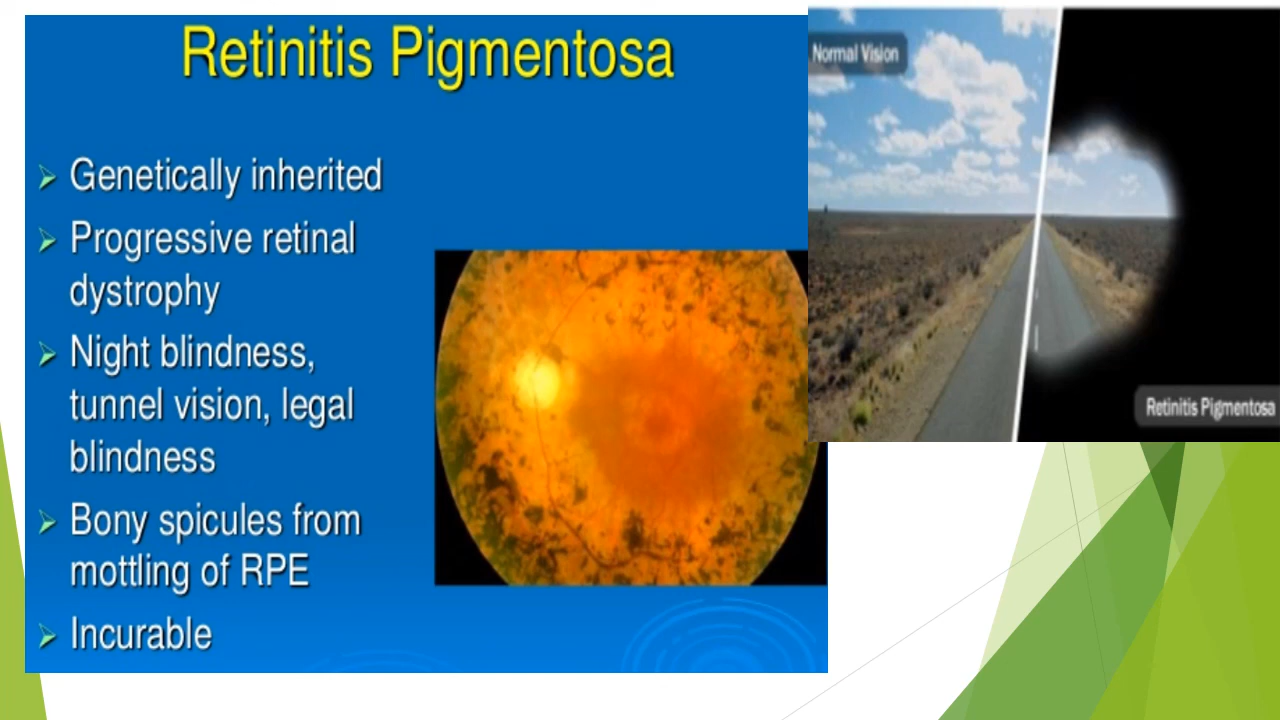 Retinitis Pigmentosa
Genetically inherited
Progressive retinal
dystrophy
Night blindness,
tunnel vision, legal
blindness
Bony spicules from
mottling of RPE
Incurable
Normal Vision
Retinitis Pigmentosa